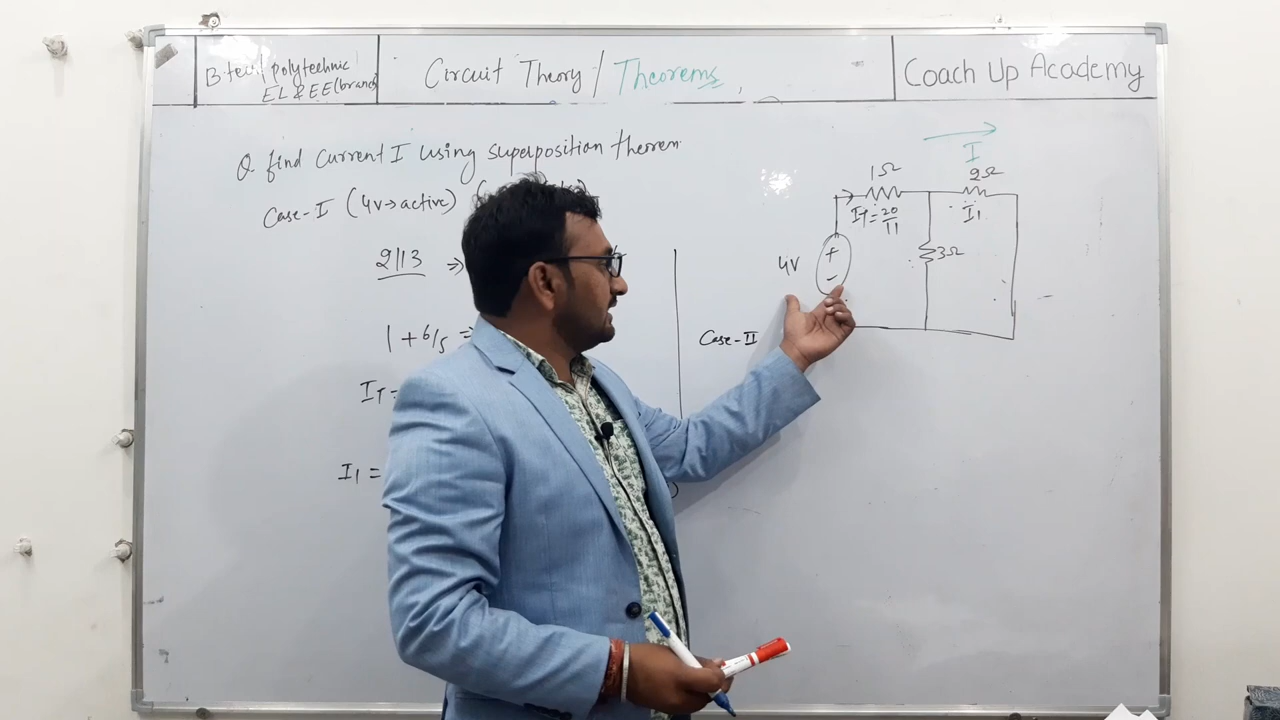 B.tech/polytechnic
EL & EE(branch)
Circuit Theory / Theorems,
Coach Up Academy
Q find Current I using superposition theorem
Case-I (4V→active) (
2||3 ⇒
1 + 6/5 ⇒
IT =
I1 =
Case-II
I
1Ω
2Ω
IT = 20/11
I1
3Ω
4V
+
-